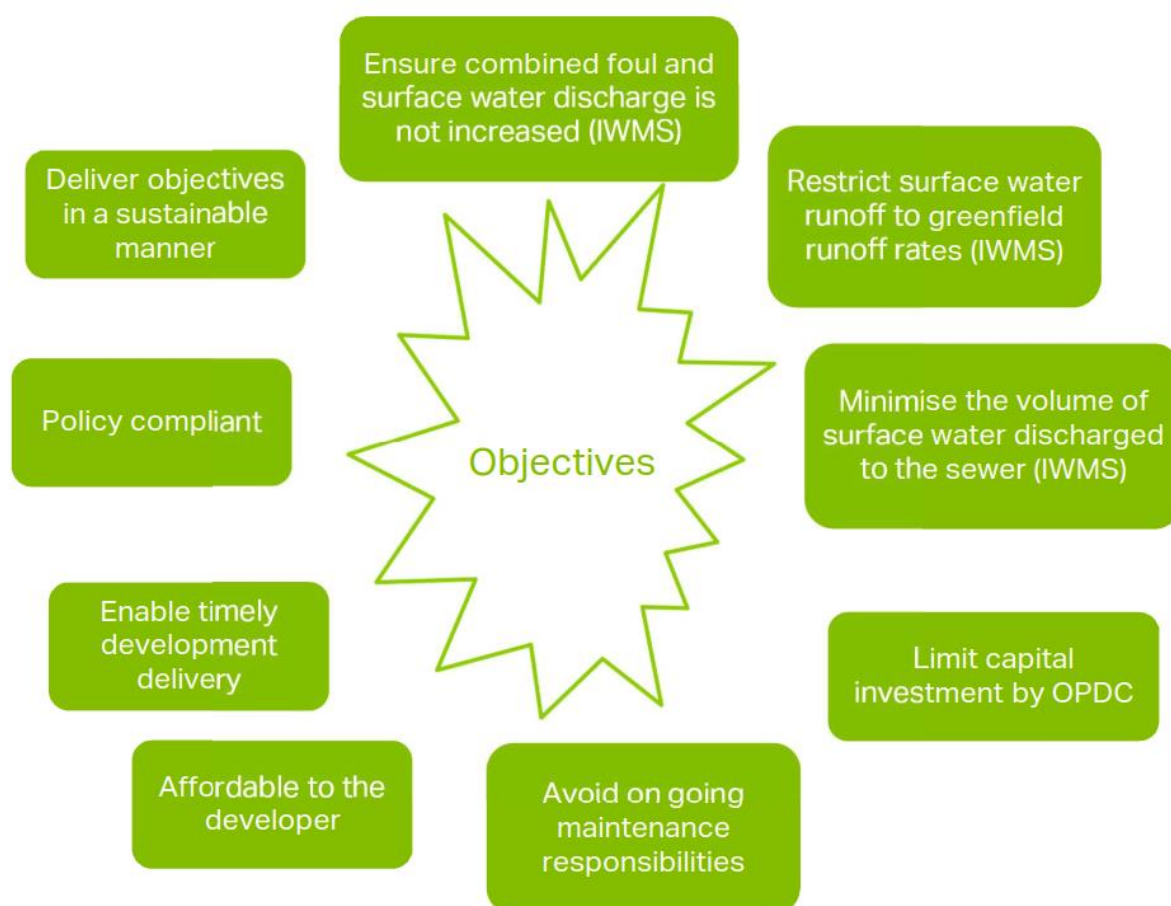 Ensure combined foul and
surface water discharge is
not increased (IWMS)
Deliver objectives
in a sustainable
manner
Restrict surface water
runoff to greenfield
runoff rates (IWMS)
Policy compliant
Minimise the volume of
surface water discharged
to the sewer (IWMS)
Objectives
Enable timely
development
delivery
Limit capital
investment by OPDC
Affordable to the
developer
Avoid on going
maintenance
responsibilities